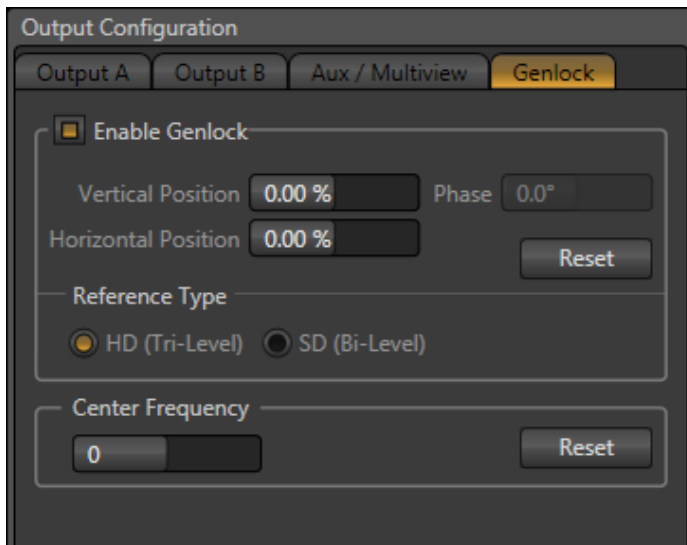 Output Configuration
Output A Output B Aux / Multiview Genlock
Enable Genlock
Vertical Position 0.00 % Phase 0.0°
Horizontal Position 0.00 %
Reset
Reference Type
HD (Tri-Level) SD (Bi-Level)
Center Frequency
0 Reset